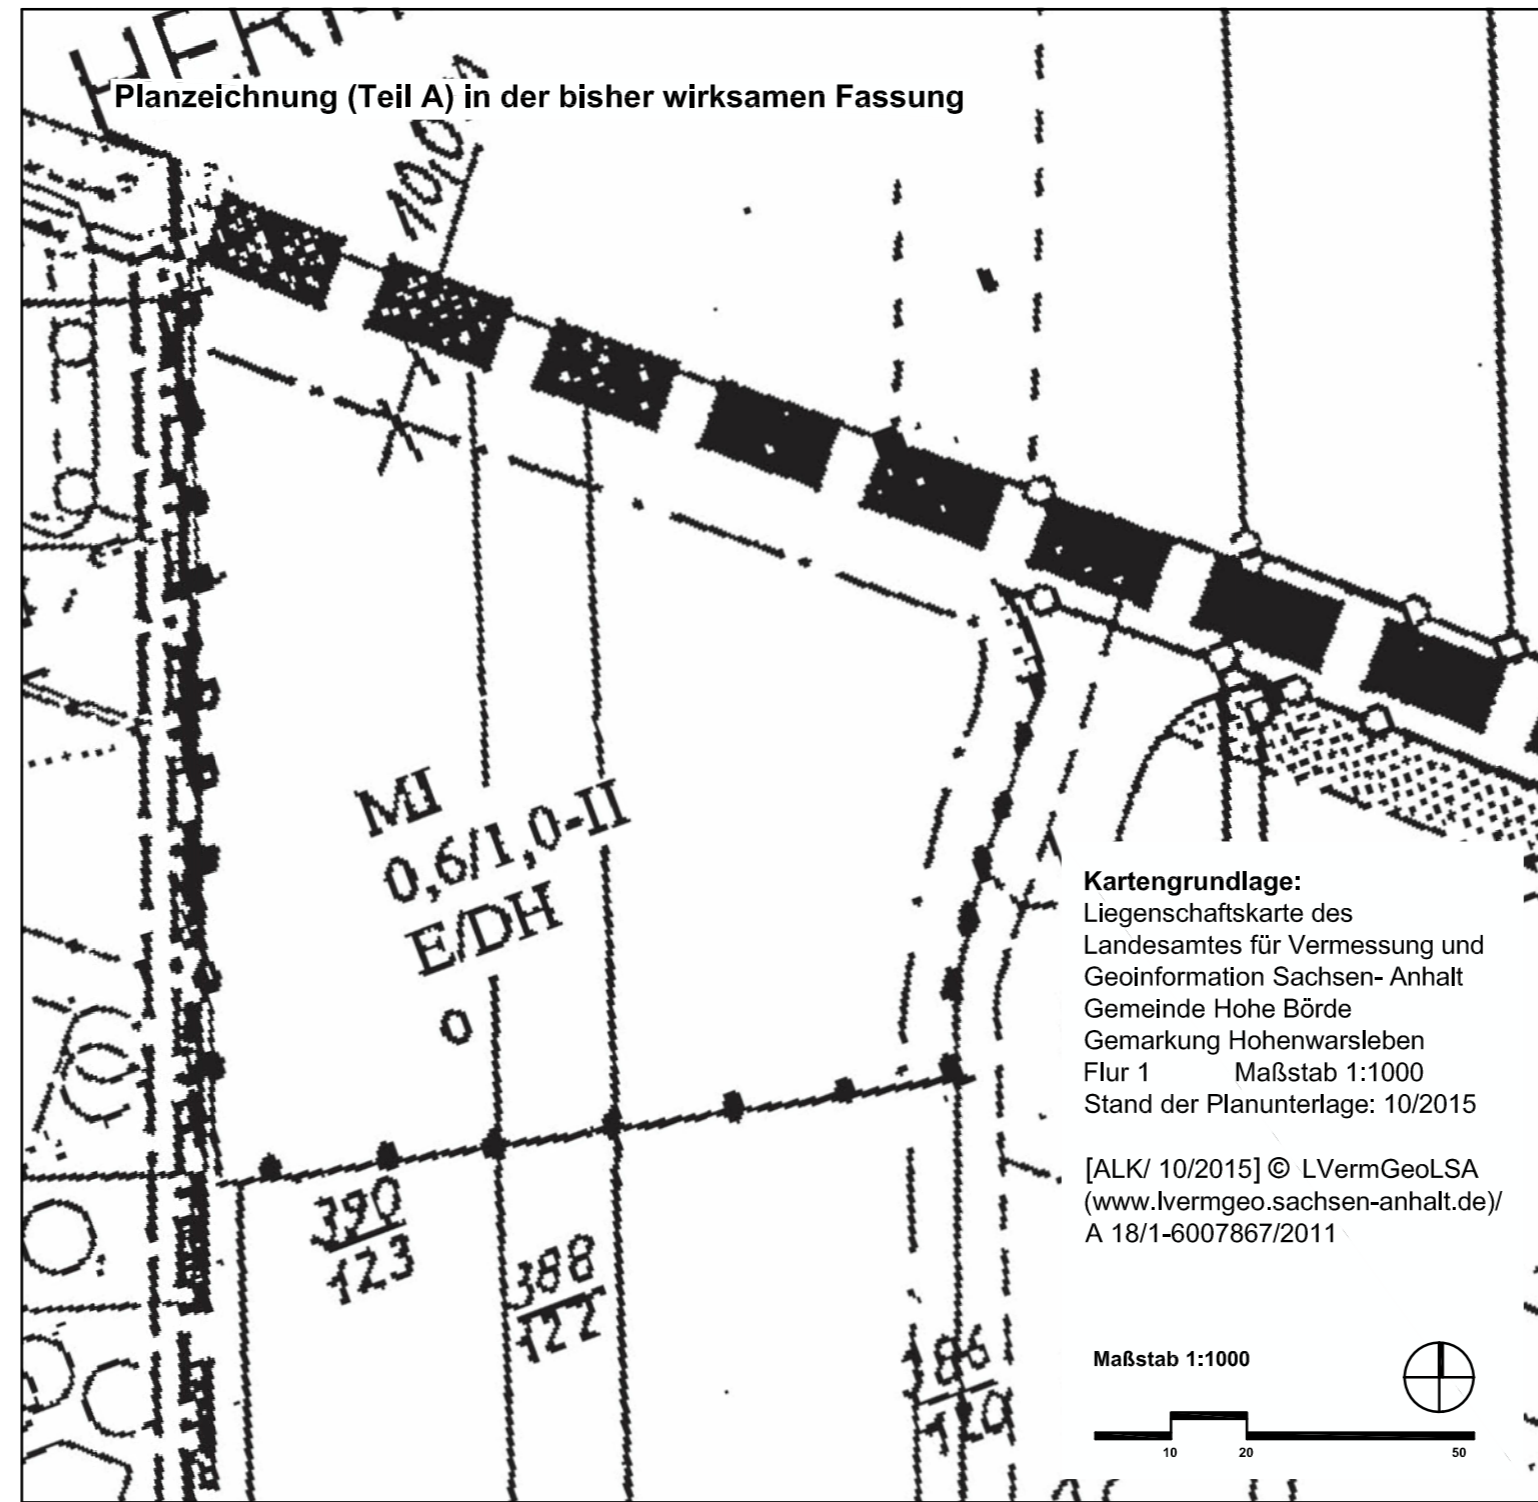 Planzeichnung (Teil A) in der bisher wirksamen Fassung
MI
0,6/1,0-II
E/DH
o
Kartengrundlage:
Liegenschaftskarte des
Landesamtes für Vermessung und
Geoinformation Sachsen- Anhalt
Gemeinde Hohe Börde
Gemarkung Hohenwarsleben
Flur 1 Maßstab 1:1000
Stand der Planunterlage: 10/2015
[ALK/ 10/2015] © LVermGeoLSA
(www.lvermgeo.sachsen-anhalt.de)/
A 18/1-6007867/2011
390
123
388
122
186
120
Maßstab 1:1000
10 20 50